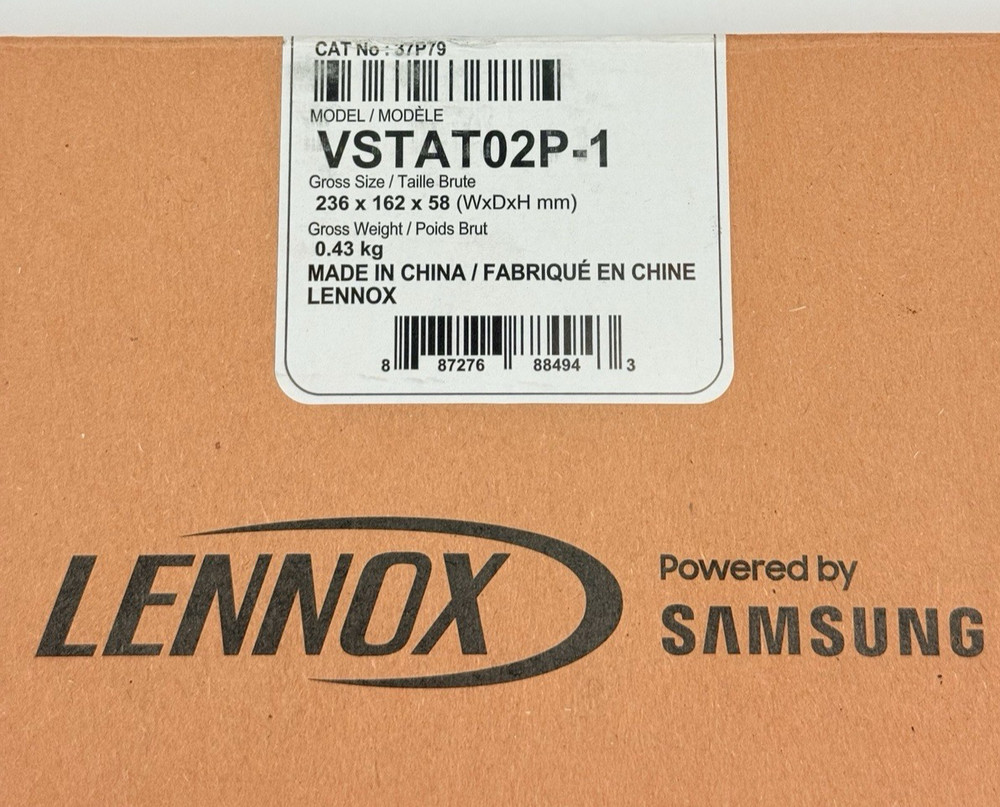 CAT No : 37P79
MODEL / MODÈLE
VSTAT02P-1
Gross Size / Taille Brute
236 x 162 x 58 (WxDxH mm)
Gross Weight / Poids Brut
0.43 kg
MADE IN CHINA / FABRIQUÉ EN CHINE
LENNOX
8 87276 88494 3
LENNOX
Powered by
SAMSUNG